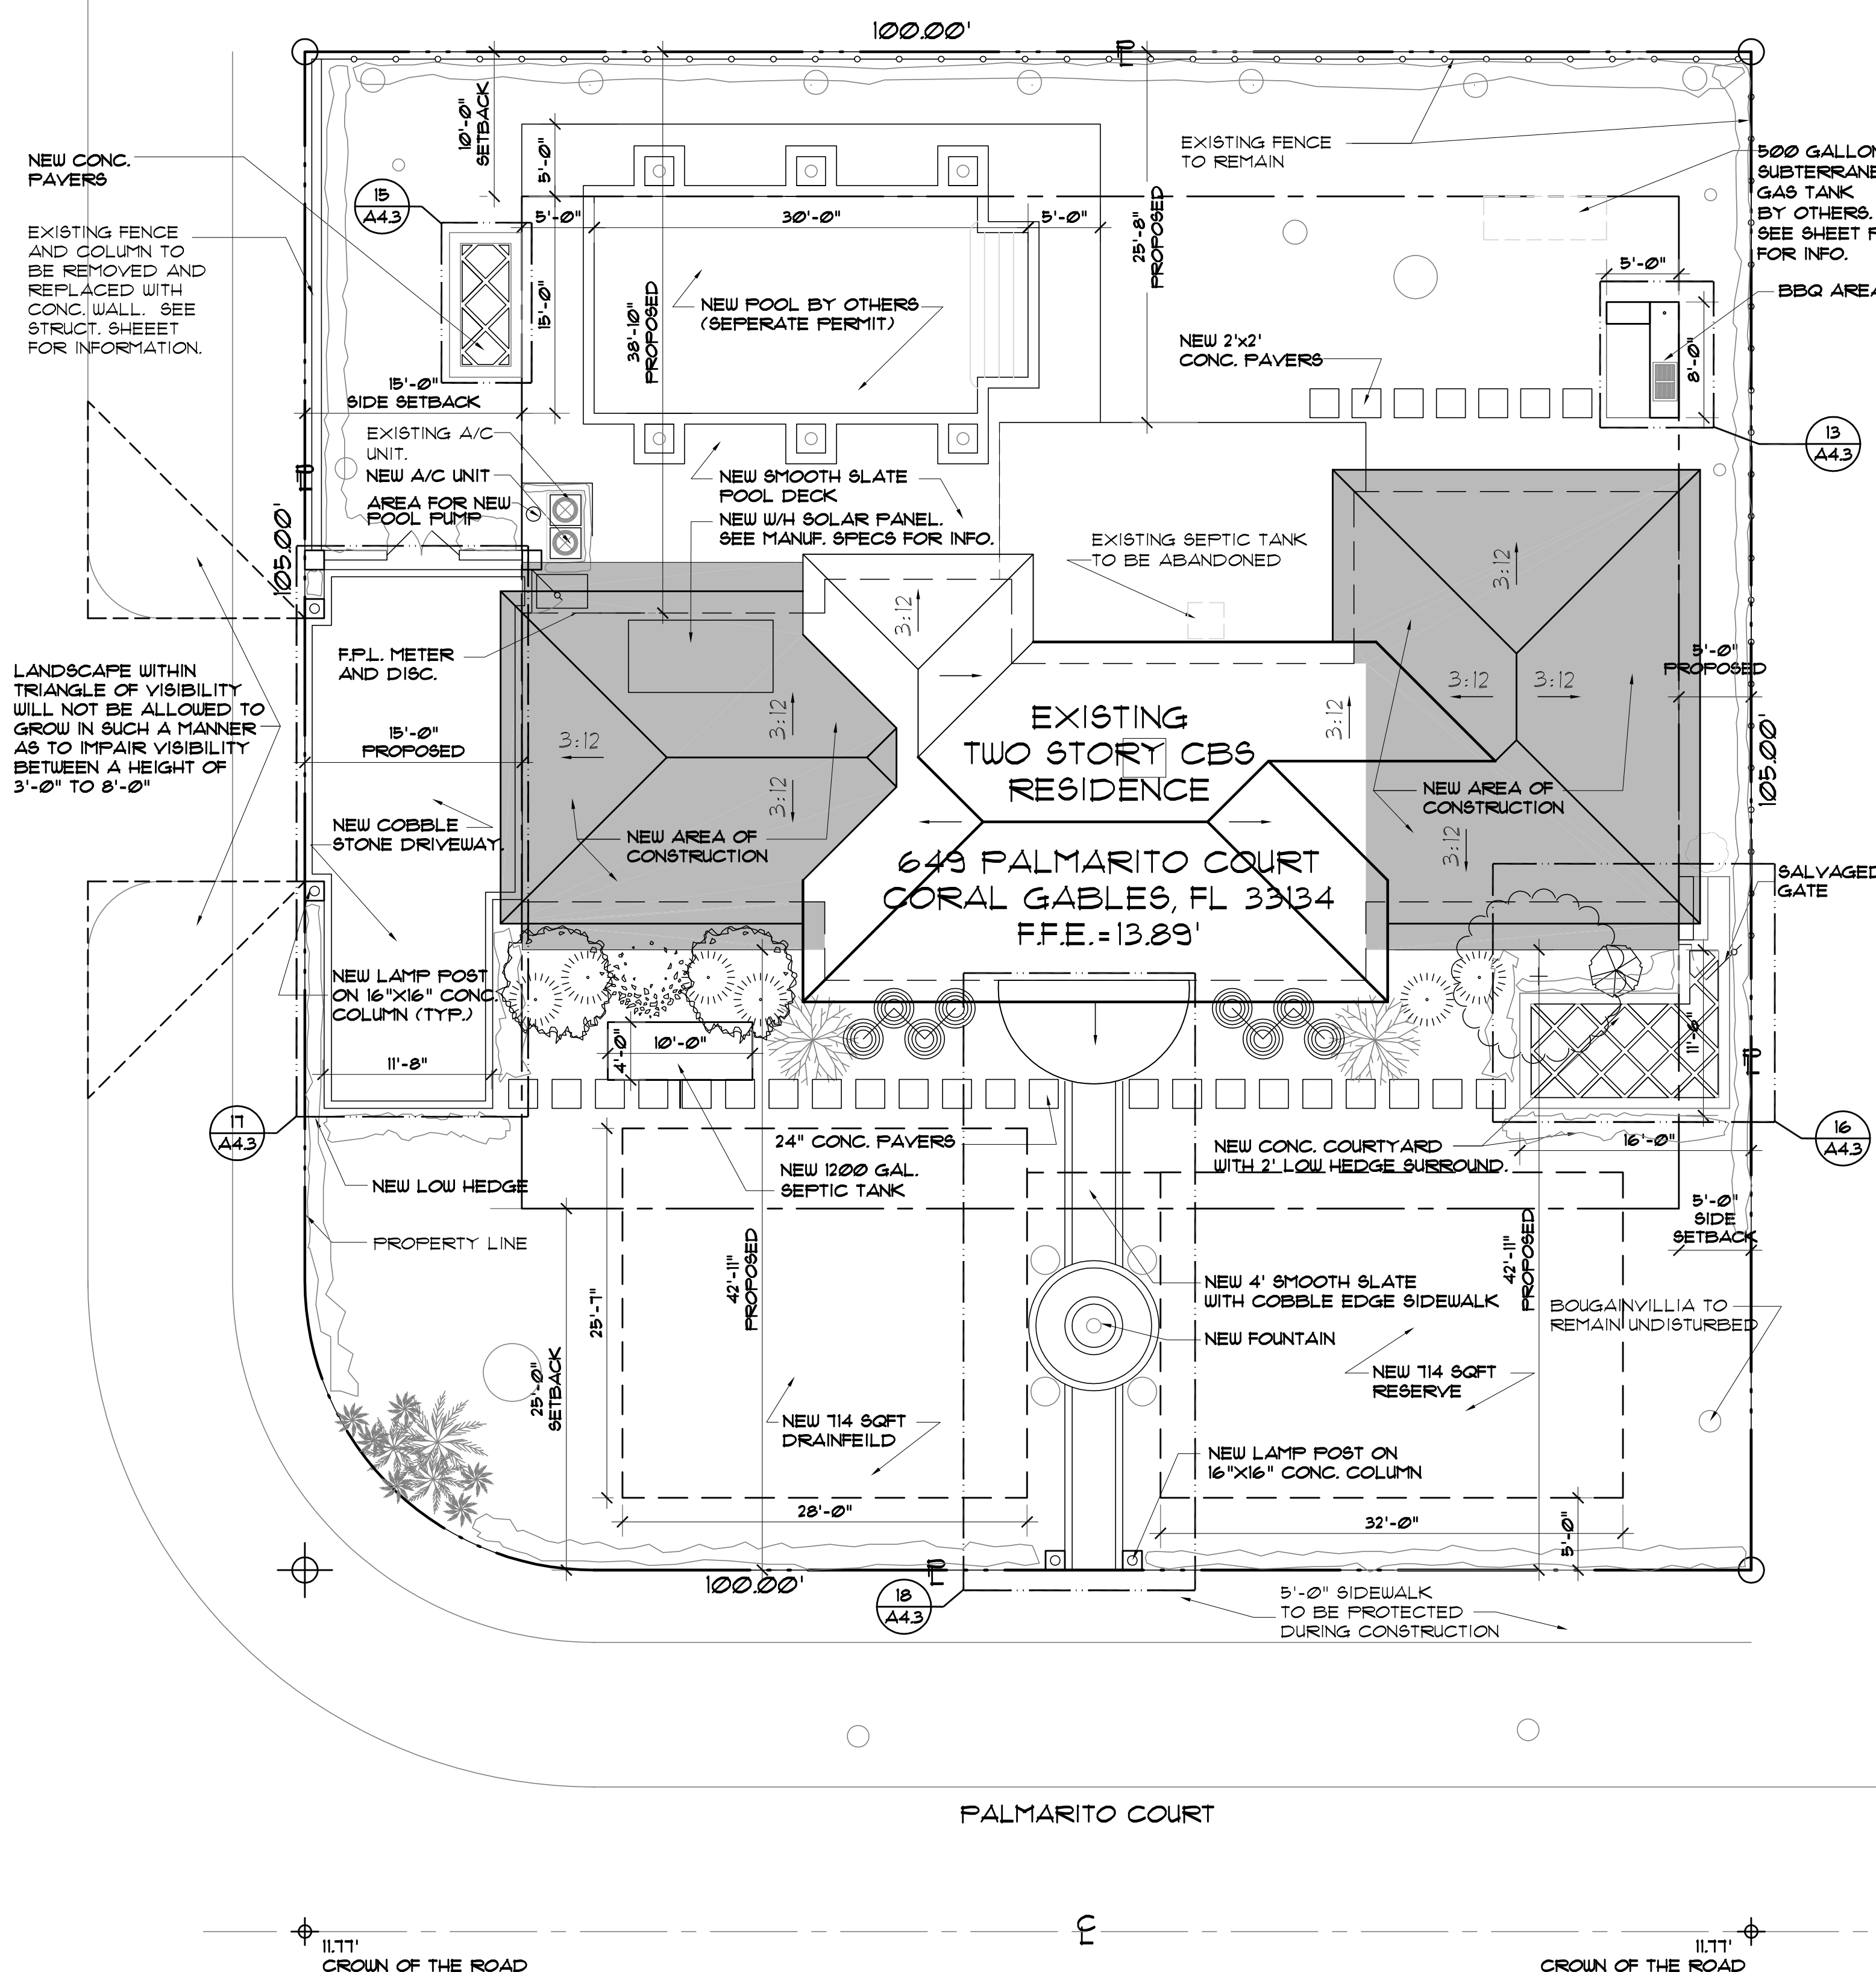 100.00'
10'-0"
SETBACK
5'-0"
EXISTING FENCE
TO REMAIN
NEW CONC.
PAVERS
500 GALLON
SUBTERRANE
GAS TANK
BY OTHERS.
SEE SHEET
FOR INFO.
15
A4.3
5'-0"
30'-0"
5'-0"
25'-8"
PROPOSED
EXISTING FENCE
AND COLUMN TO
BE REMOVED AND
REPLACED WITH
CONC. WALL. SEE
STRUCT. SHEEET
FOR INFORMATION.
5'-0"
BBQ AREA
15'-0"
38'-10"
PROPOSED
NEW POOL BY OTHERS
(SEPERATE PERMIT)
NEW 2'x2'
CONC. PAVERS
8'-0"
15'-0"
SIDE SETBACK
13
A4.3
EXISTING A/C
UNIT.
NEW A/C UNIT
AREA FOR NEW
POOL PUMP
NEW SMOOTH SLATE
POOL DECK
NEW W/H SOLAR PANEL.
SEE MANUF. SPECS FOR INFO.
EXISTING SEPTIC TANK
TO BE ABANDONED
105.00'
3:12
3:12
F.P.L. METER
AND DISC.
5'-0"
PROPOSED
LANDSCAPE WITHIN
TRIANGLE OF VISIBILITY
WILL NOT BE ALLOWED TO
GROW IN SUCH A MANNER
AS TO IMPAIR VISIBILITY
BETWEEN A HEIGHT OF
3'-0" TO 8'-0"
15'-0"
PROPOSED
3:12
3:12
3:12
3:12
3:12
EXISTING
TWO STORY CBS
RESIDENCE
105.00'
NEW COBBLE
STONE DRIVEWAY.
NEW AREA OF
CONSTRUCTION
3:12
NEW AREA OF
CONSTRUCTION
3:12
649 PALMARITO COURT
CORAL GABLES, FL 33134
F.F.E.=13.89'
SALVAGED
GATE
NEW LAMP POST
ON 16"X16" CONC.
COLUMN (TYP.)
11'-8"
4'-0"
10'-0"
11'-6"
17
A4.3
24" CONC. PAVERS
NEW 1200 GAL.
SEPTIC TANK
NEW CONC. COURTYARD
WITH 2' LOW HEDGE SURROUND.
16'-0"
16
A4.3
NEW LOW HEDGE
PROPERTY LINE
5'-0"
SIDE
SETBACK
25'-7"
42'-11"
PROPOSED
42'-11"
PROPOSED
NEW 4' SMOOTH SLATE
WITH COBBLE EDGE SIDEWALK
NEW FOUNTAIN
BOUGAINVILLIA TO
REMAIN UNDISTURBED
25'-0"
SETBACK
NEW 714 SQFT
RESERVE
NEW 714 SQFT
DRAINFEILD
NEW LAMP POST ON
16"X16" CONC. COLUMN
28'-0"
32'-0"
5'-0"
100.00'
18
A4.3
5'-0" SIDEWALK
TO BE PROTECTED
DURING CONSTRUCTION
PALMARITO COURT
CL
11.77'
CROWN OF THE ROAD
11.77'
CROWN OF THE ROAD